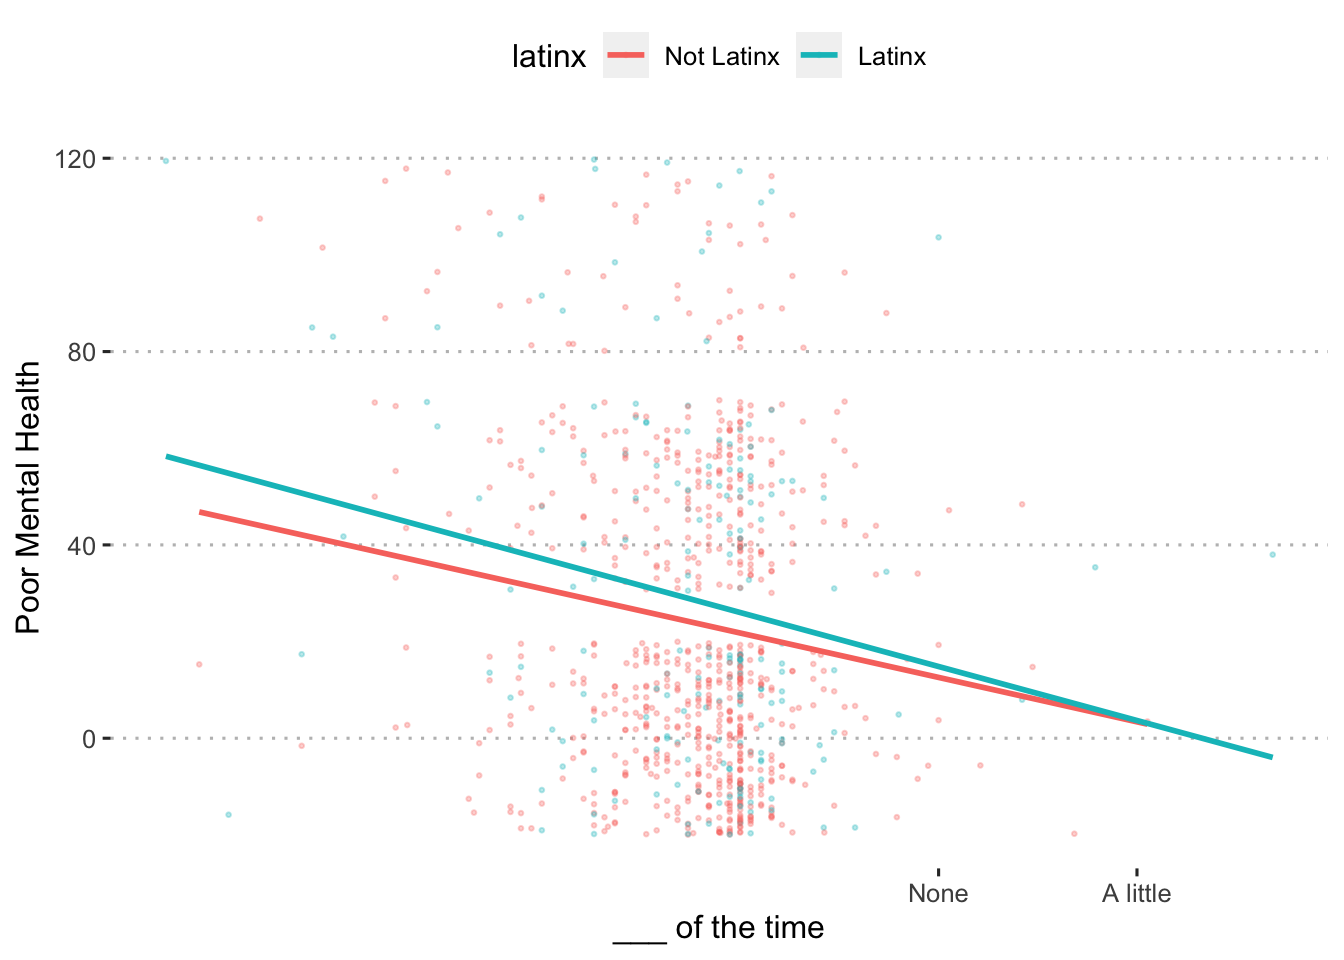 latinx Not Latinx Latinx
120
80
40
0
Poor Mental Health
None A little
___ of the time